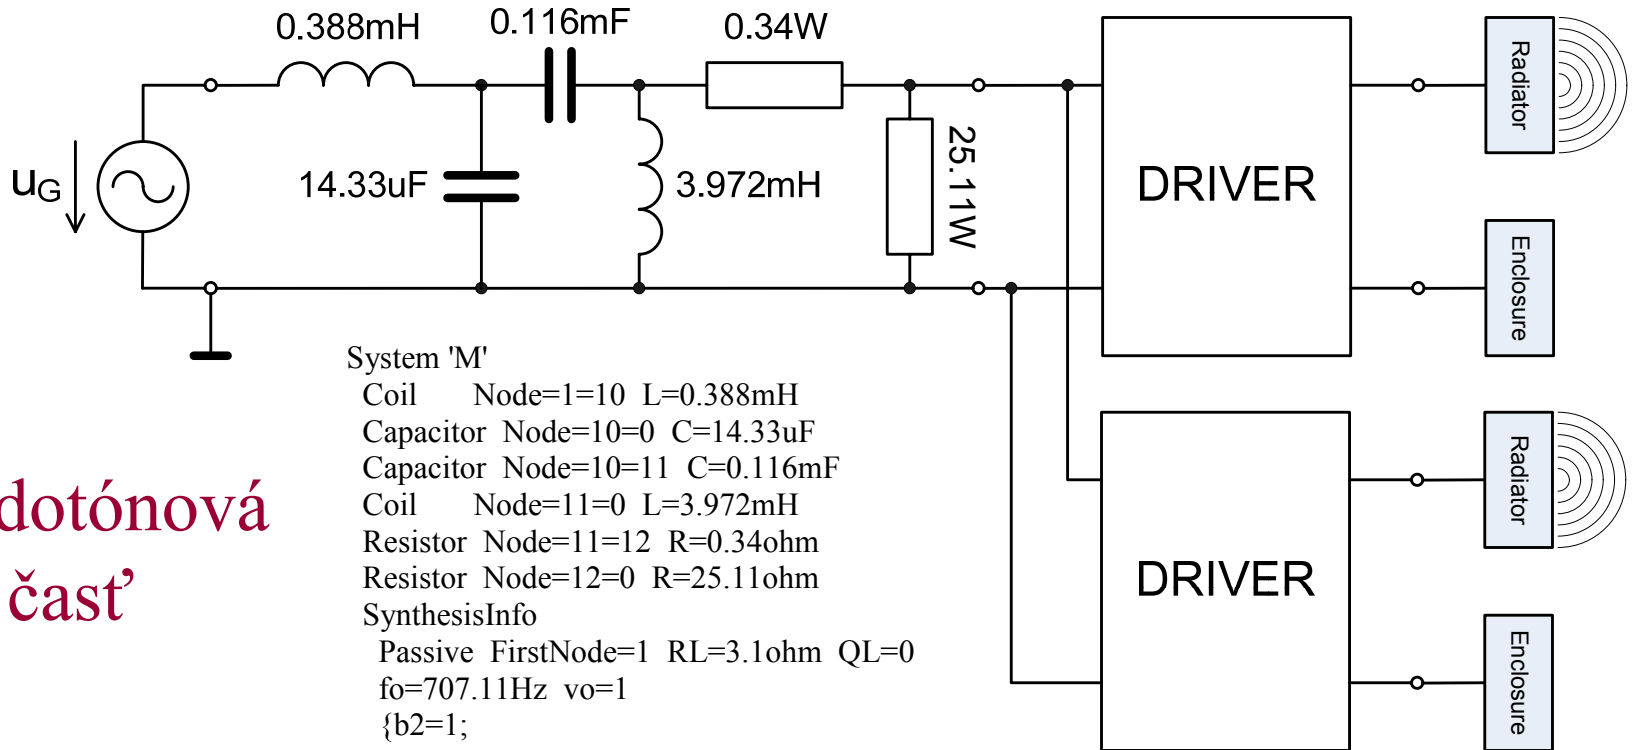 0.388mH
0.116mF
0.34W
uG
14.33uF
3.972mH
25.11W
DRIVER
Radiator
Enclosure
DRIVER
Radiator
Enclosure
dotónová
časť
System 'M'
Coil Node=1=10 L=0.388mH
Capacitor Node=10=0 C=14.33uF
Capacitor Node=10=11 C=0.116mF
Coil Node=11=0 L=3.972mH
Resistor Node=11=12 R=0.34ohm
Resistor Node=12=0 R=25.11ohm
SynthesisInfo
Passive FirstNode=1 RL=3.1ohm QL=0
fo=707.11Hz vo=1
{b2=1;